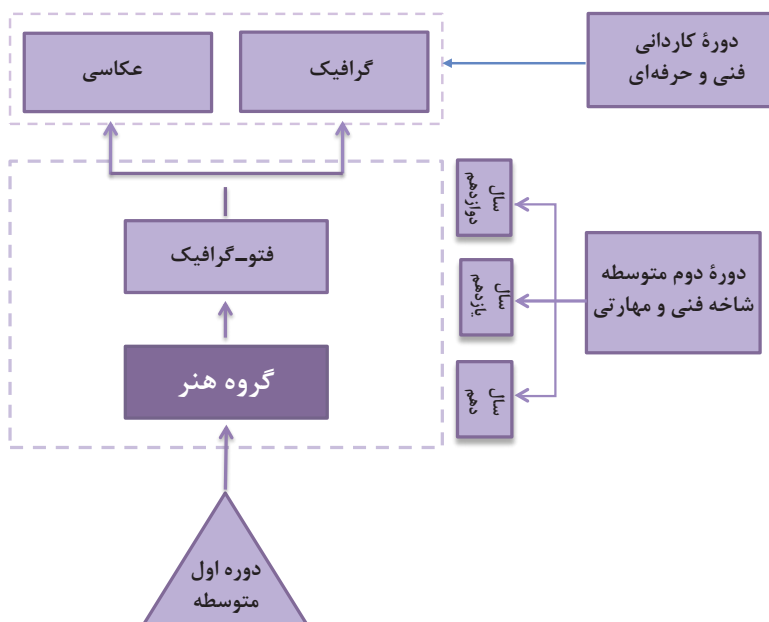 دورهٔ کاردانی
فنی و حرفه‌ای
گرافیک
عکاسی
سال
دوازدهم
فتو-گرافیک
دورهٔ دوم متوسطه
شاخه فنی و مهارتی
سال
یازدهم
گروه هنر
سال
دهم
دوره اول
متوسطه